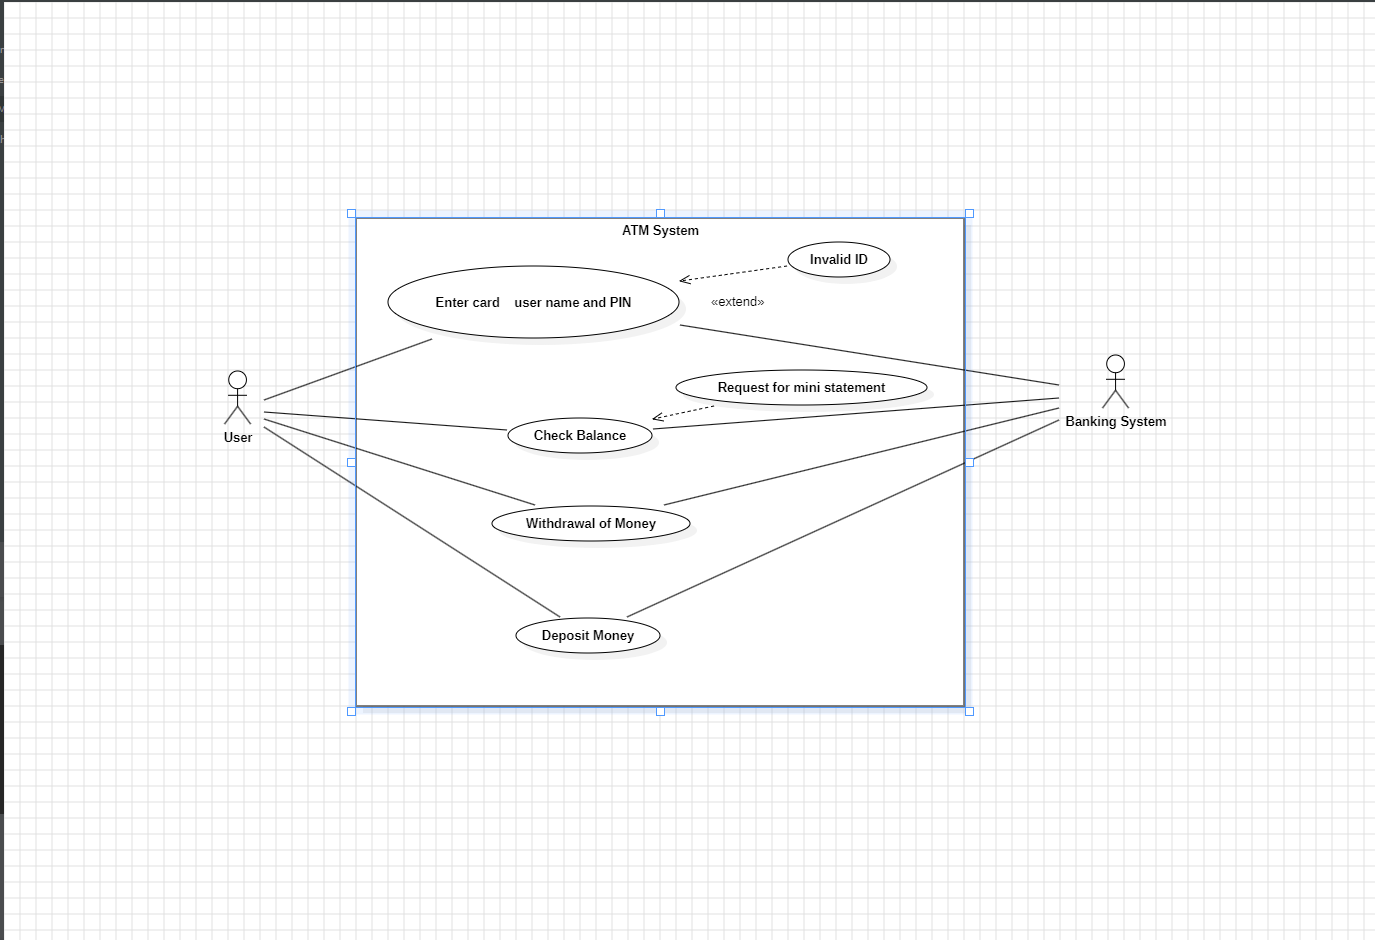 ATM System
Invalid ID
Enter card user name and PIN
«extend»
Request for mini statement
Check Balance
User
Banking System
Withdrawal of Money
Deposit Money